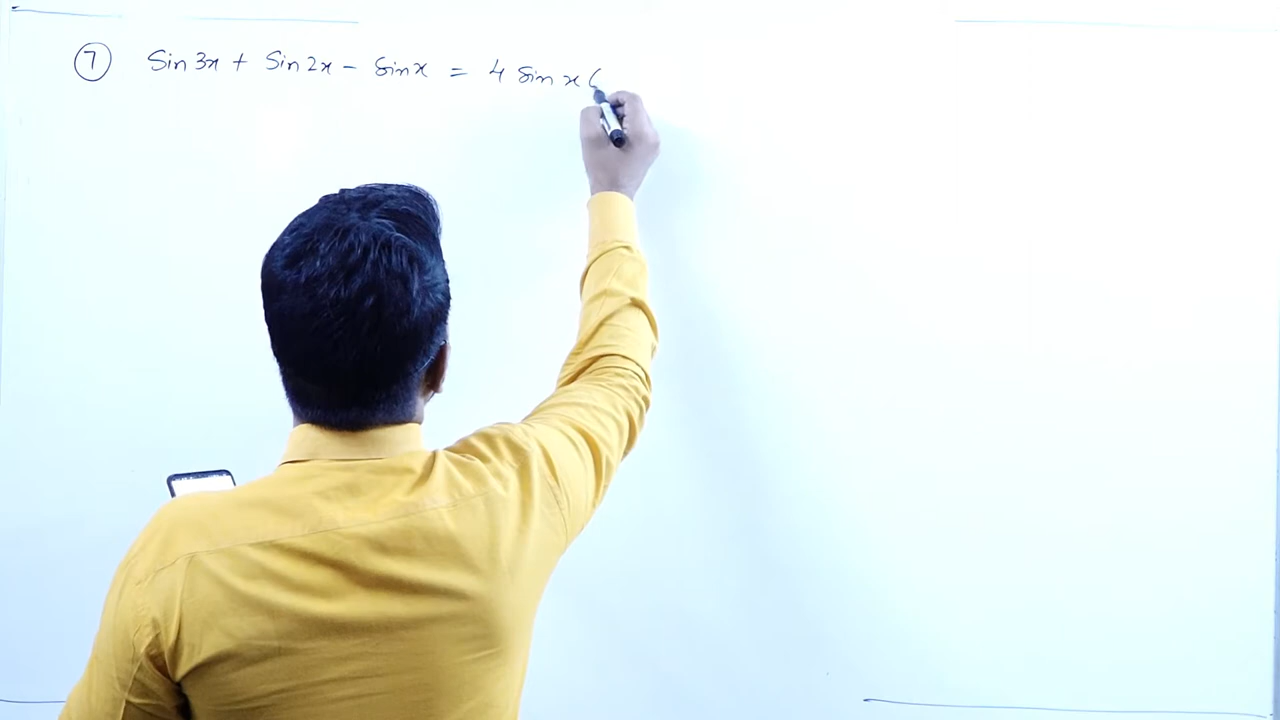 ⑦ Sin 3x + Sin 2x - Sin x = 4 Sin x (